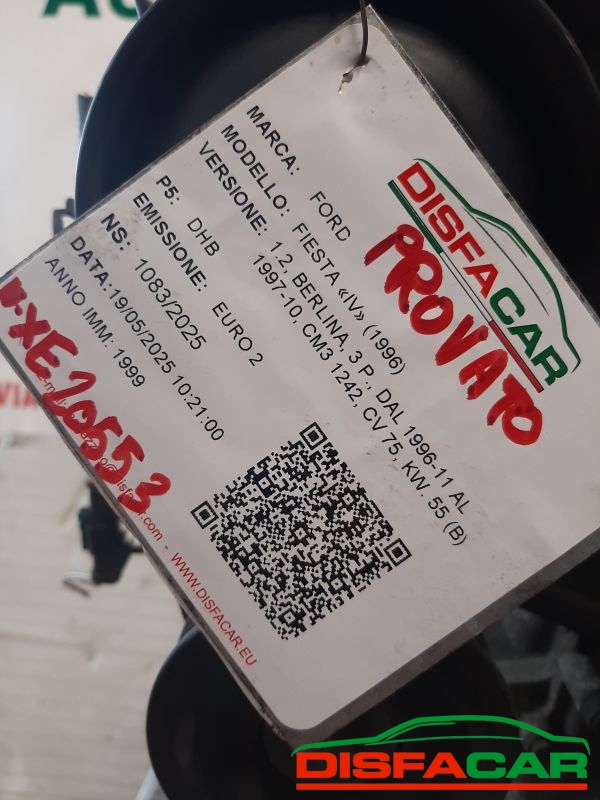 MARCA: FORD
MODELLO: FIESTA «IV» (1996)
VERSIONE: 1,2, BERLINA, 3 P., DAL 1996-11 AL
1997-10, CM3 1242, CV 75, KW. 55 (B)
P5: DHB
EMISSIONE: EURO 2
NS: 1083/2025
DATA: 19/05/2025 10:21:00
ANNO IMM: 1999
DISFACAR
PROVATO
XE20553
.com - WWW.DISFACAR.EU
DISFACAR